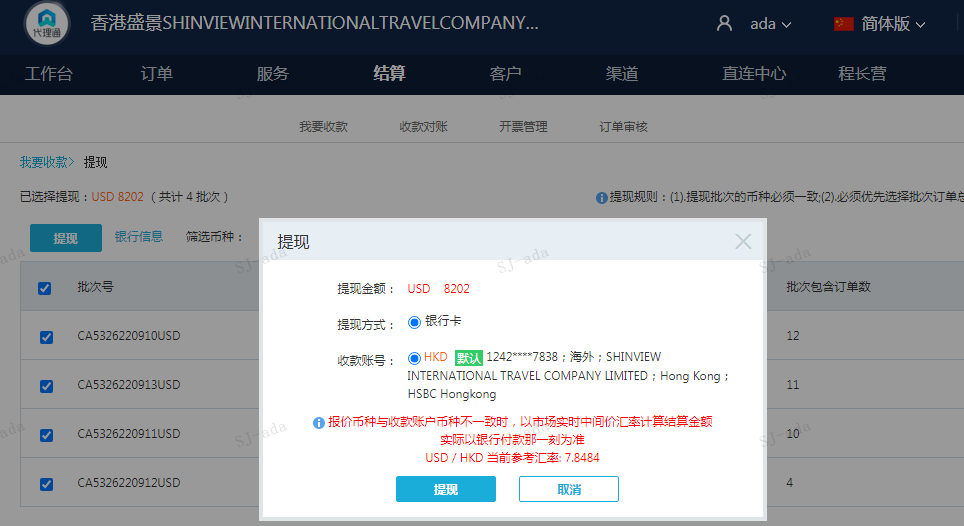 代理通
香港盛景SHINVIEWINTERNATIONALTRAVELCOMPANY...
ada
简体版
工作台 订单 服务 结算 客户 渠道 直连中心 程长营
我要收款 收款对账 开票管理 订单审核
我要收款> 提现
已选择提现：USD 8202 （共计 4 批次）
提现规则：(1).提现批次的币种必须一致;(2).必须优先选择批次订单总
提现 银行信息 筛选币种：
批次号 批次包含订单数
CA5326220910USD 12
CA5326220913USD 11
CA5326220911USD 10
CA5326220912USD 4
提现
提现金额： USD 8202
提现方式： 银行卡
收款账号： HKD 默认 1242****7838；海外；SHINVIEW
INTERNATIONAL TRAVEL COMPANY LIMITED；Hong Kong；
HSBC Hongkong
报价币种与收款账户币种不一致时，以市场实时中间价汇率计算结算金额
实际以银行付款那一刻为准
USD / HKD 当前参考汇率: 7.8484
提现 取消
SJ-ada
SJ-ada
SJ-ada
SJ-ada
SJ-ada